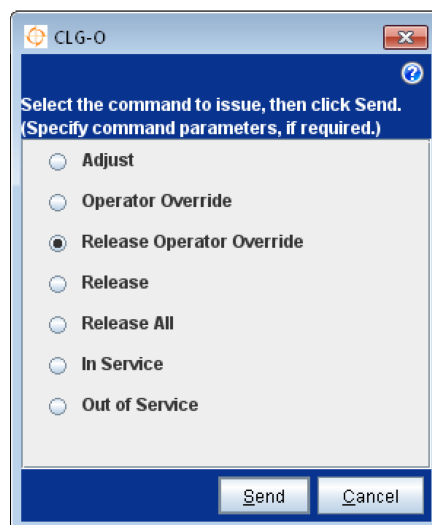 CLG-O
Select the command to issue, then click Send.
(Specify command parameters, if required.)
Adjust
Operator Override
Release Operator Override
Release
Release All
In Service
Out of Service
Send Cancel